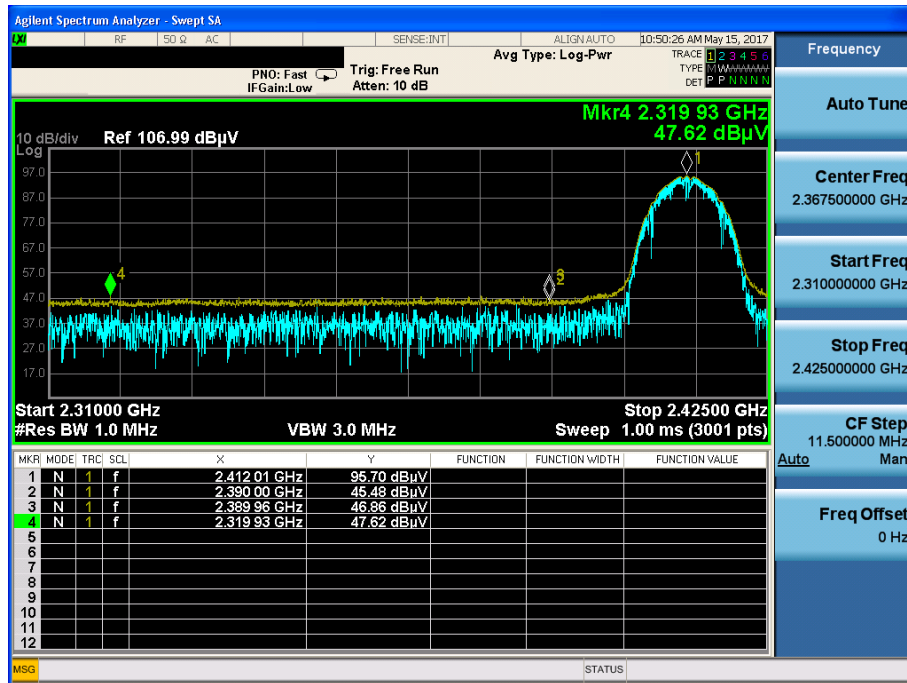 Agilent Spectrum Analyzer - Swept SA
LXI RF 50 Ω AC SENSE:INT ALIGN AUTO 10:50:26 AM May 15, 2017
Avg Type: Log-Pwr
PNO: Fast
IFGain:Low
Trig: Free Run
Atten: 10 dB
TRACE 1 2 3 4 5 6
TYPE M W W W W W
DET P P N N N N
Mkr4 2.319 93 GHz
47.62 dBµV
10 dB/div Ref 106.99 dBµV
Log
97.0
87.0
77.0
67.0
57.0
47.0
37.0
27.0
17.0
1
4
3
2
Start 2.31000 GHz Stop 2.42500 GHz
#Res BW 1.0 MHz VBW 3.0 MHz Sweep 1.00 ms (3001 pts)
MKR MODE TRC SCL X Y FUNCTION FUNCTION WIDTH FUNCTION VALUE
1 N 1 f 2.412 01 GHz 95.70 dBµV
2 N 1 f 2.390 00 GHz 45.48 dBµV
3 N 1 f 2.389 96 GHz 46.86 dBµV
4 N 1 f 2.319 93 GHz 47.62 dBµV
5
6
7
8
9
10
11
12
MSG STATUS
Frequency
Auto Tune
Center Freq
2.367500000 GHz
Start Freq
2.310000000 GHz
Stop Freq
2.425000000 GHz
CF Step
11.500000 MHz
Auto Man
Freq Offset
0 Hz